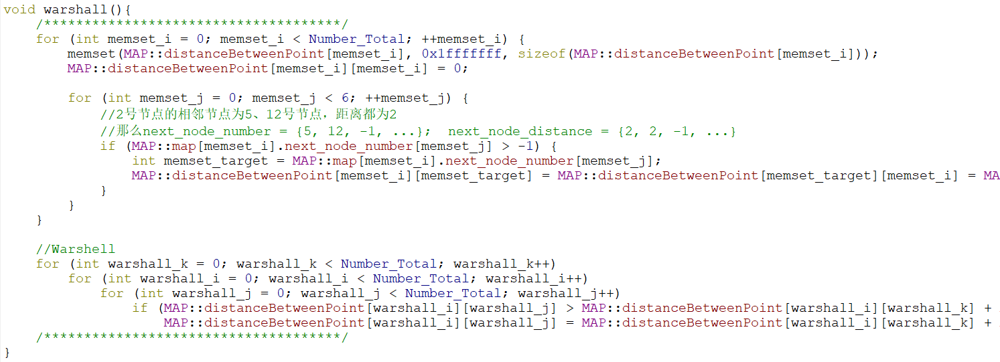 void warshall(){
/*************************************/
for (int memset_i = 0; memset_i < Number_Total; ++memset_i) {
memset(MAP::distanceBetweenPoint[memset_i], 0x1fffffff, sizeof(MAP::distanceBetweenPoint[memset_i]));
MAP::distanceBetweenPoint[memset_i][memset_i] = 0;
for (int memset_j = 0; memset_j < 6; ++memset_j) {
//2号节点的相邻节点为5、12号节点，距离都为2
//那么next_node_number = {5, 12, -1, ...};  next_node_distance = {2, 2, -1, ...}
if (MAP::map[memset_i].next_node_number[memset_j] > -1) {
int memset_target = MAP::map[memset_i].next_node_number[memset_j];
MAP::distanceBetweenPoint[memset_i][memset_target] = MAP::distanceBetweenPoint[memset_target][memset_i] = MA
}
}
}
//Warshell
for (int warshall_k = 0; warshall_k < Number_Total; warshall_k++)
for (int warshall_i = 0; warshall_i < Number_Total; warshall_i++)
for (int warshall_j = 0; warshall_j < Number_Total; warshall_j++)
if (MAP::distanceBetweenPoint[warshall_i][warshall_j] > MAP::distanceBetweenPoint[warshall_i][warshall_k] +
MAP::distanceBetweenPoint[warshall_i][warshall_j] = MAP::distanceBetweenPoint[warshall_i][warshall_k] +
/*************************************/
}